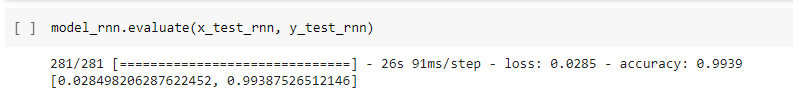 [ ] model_rnn.evaluate(x_test_rnn, y_test_rnn)
281/281 [==============================] - 26s 91ms/step - loss: 0.0285 - accuracy: 0.9939
[0.028498206287622452, 0.99387526512146]